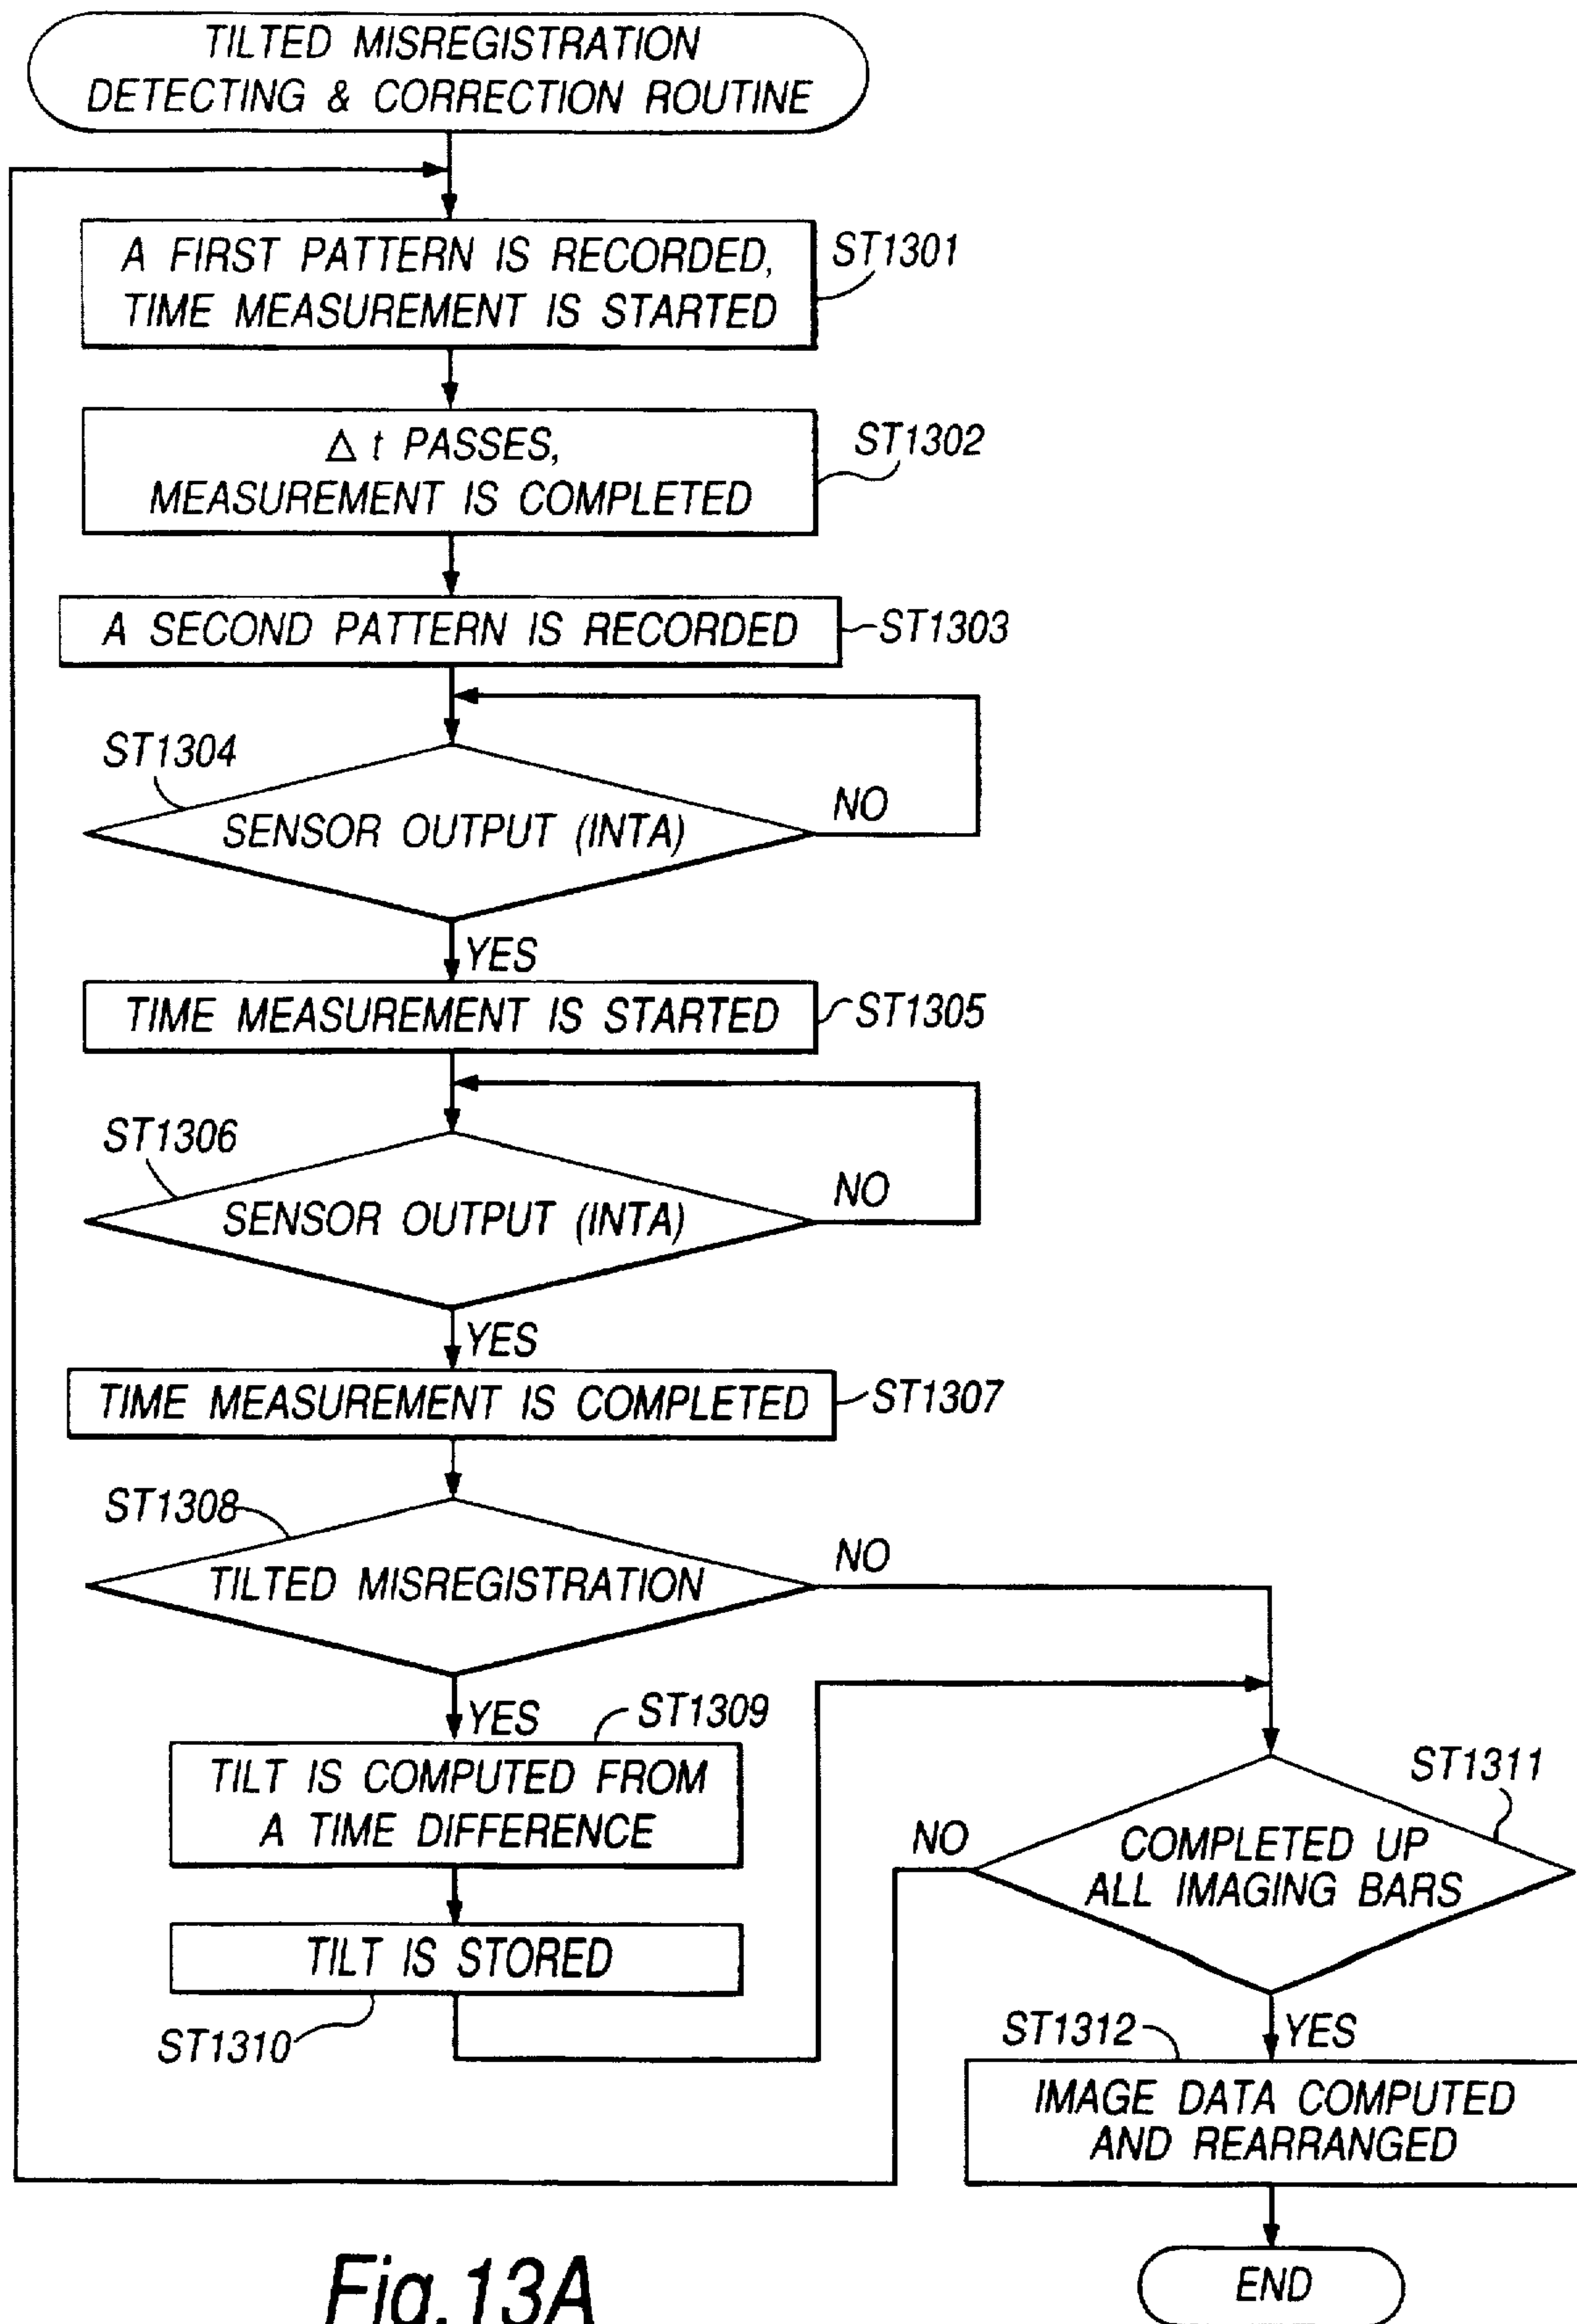 TILTED MISREGISTRATION
DETECTING & CORRECTION ROUTINE
A FIRST PATTERN IS RECORDED,
TIME MEASUREMENT IS STARTED
ST1301
Δ t PASSES,
MEASUREMENT IS COMPLETED
ST1302
A SECOND PATTERN IS RECORDED
ST1303
ST1304
SENSOR OUTPUT (INTA)
NO
YES
TIME MEASUREMENT IS STARTED
ST1305
ST1306
SENSOR OUTPUT (INTA)
NO
YES
TIME MEASUREMENT IS COMPLETED
ST1307
ST1308
TILTED MISREGISTRATION
NO
YES
ST1309
TILT IS COMPUTED FROM
A TIME DIFFERENCE
TILT IS STORED
ST1310
ST1311
NO
COMPLETED UP
ALL IMAGING BARS
ST1312
YES
IMAGE DATA COMPUTED
AND REARRANGED
END
Fig.13A